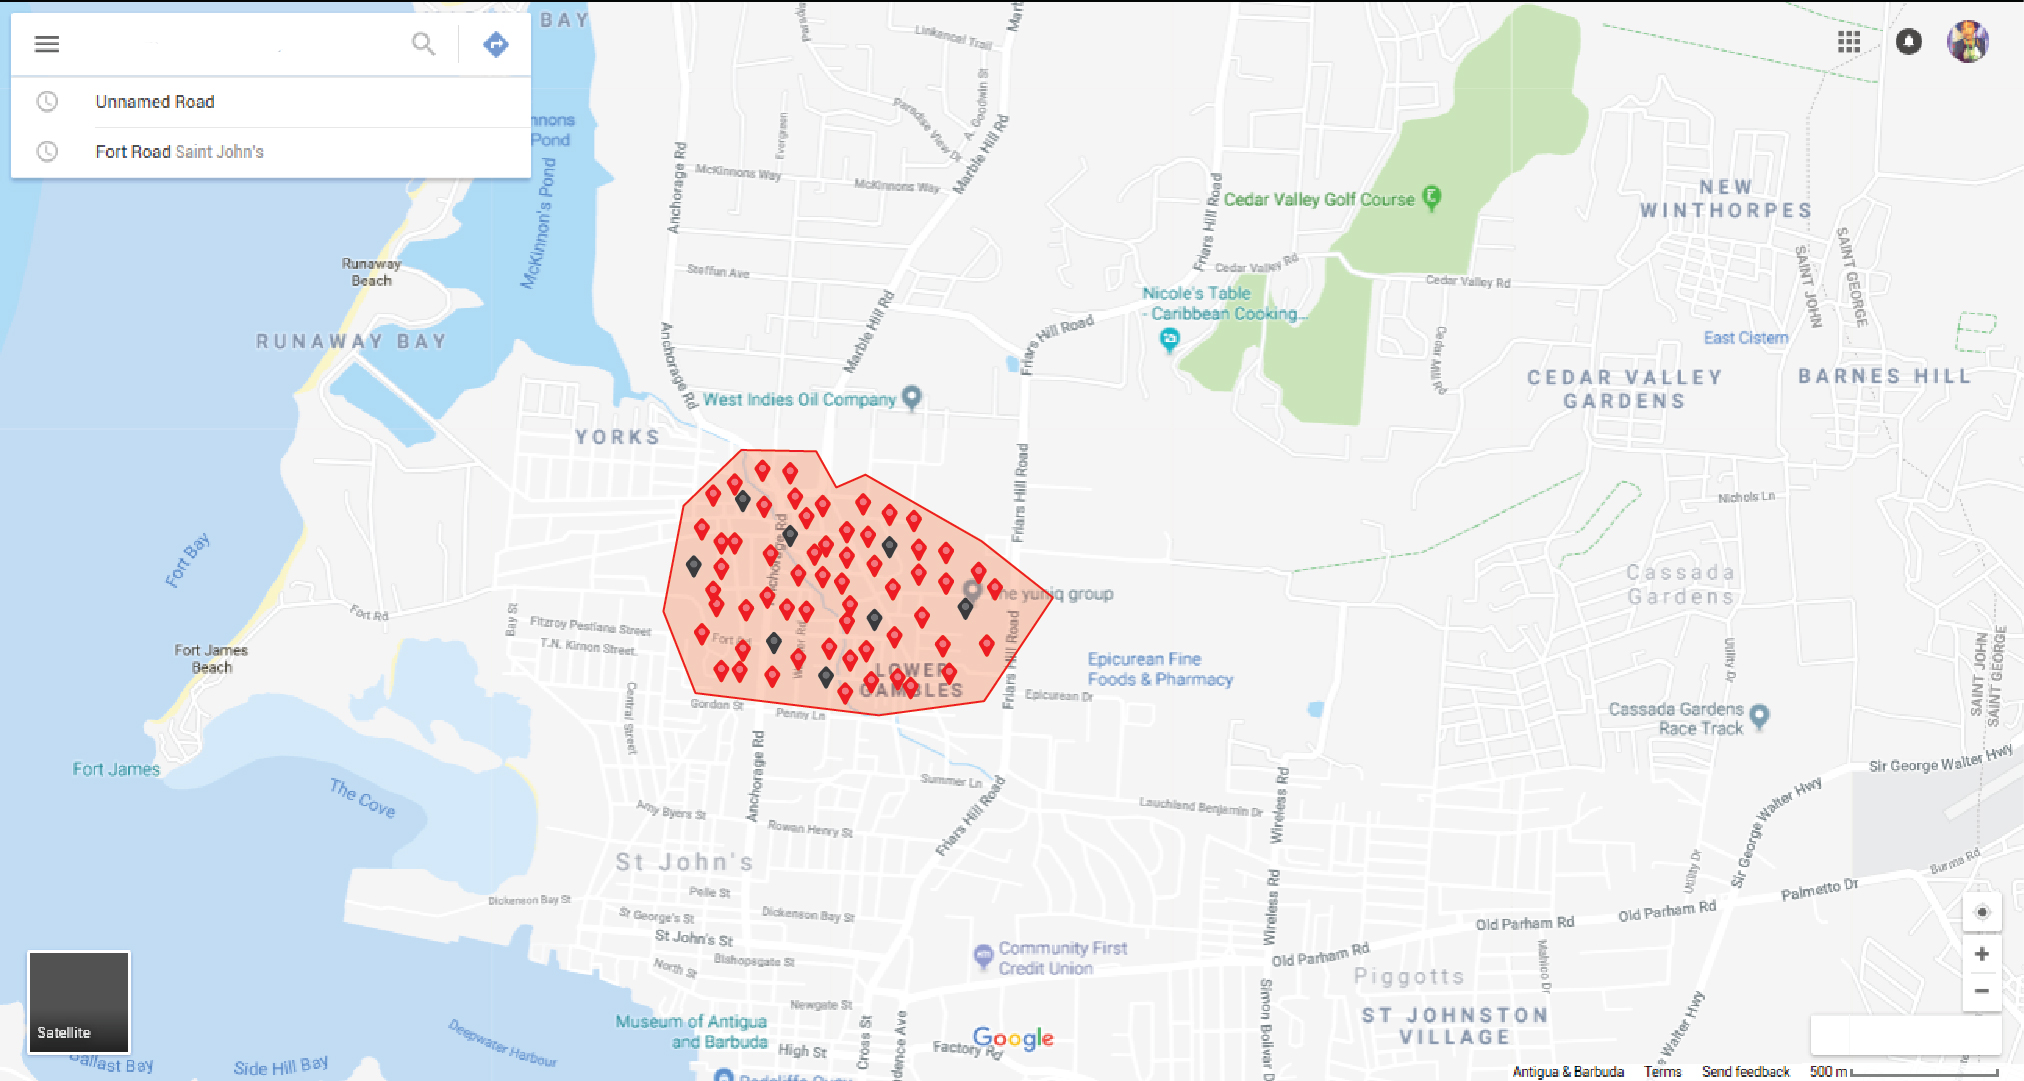 Unnamed Road
Fort Road Saint John's
BAY
nnons
Pond
McKinnon's Pond
Runaway
Beach
RUNAWAY BAY
YORKS
Fort Bay
Fort Rd
Fort James
Beach
Fort James
The Cove
Linkencel Trail
Evergreen
Paradise View Dr
A. Goodwin St
Marble Hill Rd
McKinnons Way
McKinnons Way
Anchorage Rd
Steffun Ave
Marble Hill Rd
Anchorage Rd
West Indies Oil Company
Friars Hill Road
Friars Hill Road
Friars Hill Road
Cedar Valley Golf Course
Cedar Valley Rd
Cedar Valley Rd
Nicole's Table
- Caribbean Cooking...
Cedar Mill Rd
NEW
WINTHORPES
SAINT JOHN
SAINT GEORGE
East Cistern
CEDAR VALLEY
GARDENS
BARNES HILL
Nichols Ln
Cassada
Gardens
he yuniq group
Anchorage Rd
Fort Rd
LOWER
GAMBLES
Friars Hill Road
Bay St
Fitzroy Pestiana Street
T.N. Kirnon Street
Central Street
Gordon St
Penny Ln
Epicurean Dr
Epicurean Fine
Foods & Pharmacy
Utility Dr
SAINT JOHN
SAINT GEORGE
Cassada Gardens
Race Track
Sir George Walter Hwy
Sir George Walter Hwy
Anchorage Rd
Summer Ln
Friars Hill Road
Amy Byers St
Rowan Henry St
Lauchland Benjamin Dr
Wireless Rd
Wireless Rd
St John's
Pelle St
Dickenson Bay St
Dickenson Bay St
St George's St
St John's St
Bishopsgate St
North St
Newgate St
Utility Dr
Burma Rd
Palmetto Dr
Old Parham Rd
Old Parham Rd
Old Parham Rd
Community First
Credit Union
Piggotts
ST JOHNSTON
VILLAGE
Simon Bolivar D
e Walter Hwy
Museum of Antigua
and Barbuda
High St
Cross St
dence Ave
Factory Rd
Google
Deepwater Harbour
Side Hill Bay
Ballast Bay
Satellite
Antigua & Barbuda Terms Send feedback 500 m